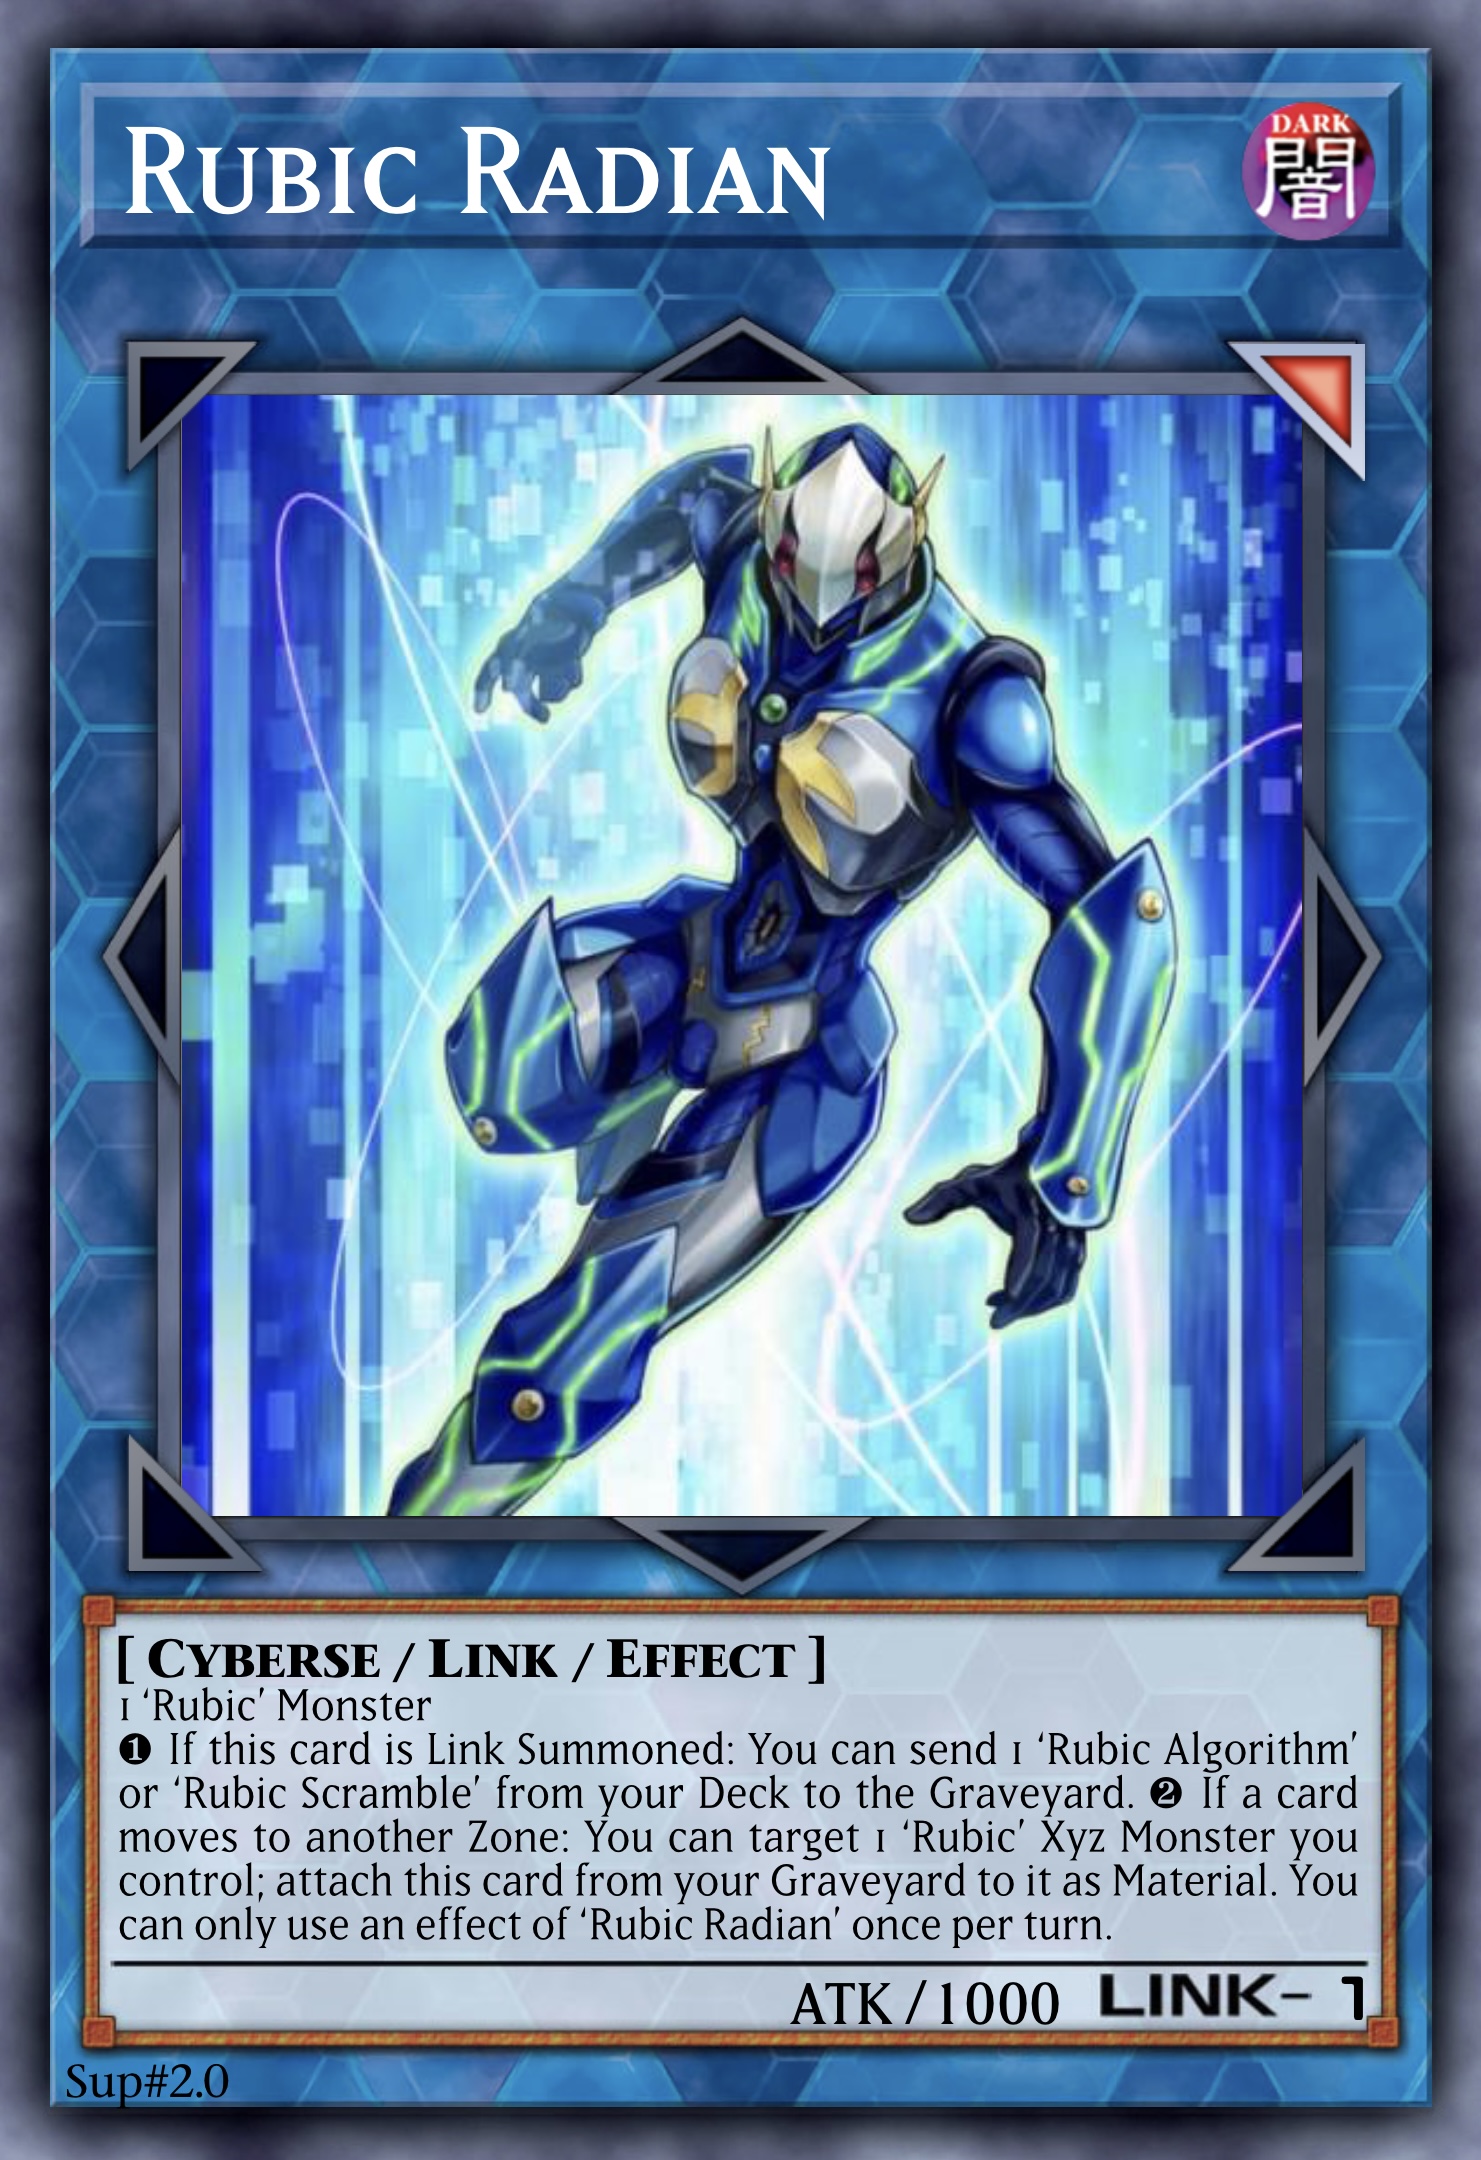 Rubic Radian
DARK
闇
[ Cyberse / Link / Effect ]
1 ‘Rubic’ Monster
❶ If this card is Link Summoned: You can send 1 ‘Rubic Algorithm’
or ‘Rubic Scramble’ from your Deck to the Graveyard. ❷ If a card
moves to another Zone: You can target 1 ‘Rubic’ Xyz Monster you
control; attach this card from your Graveyard to it as Material. You
can only use an effect of ‘Rubic Radian’ once per turn.
ATK / 1000 LINK- 1
Sup#2.0